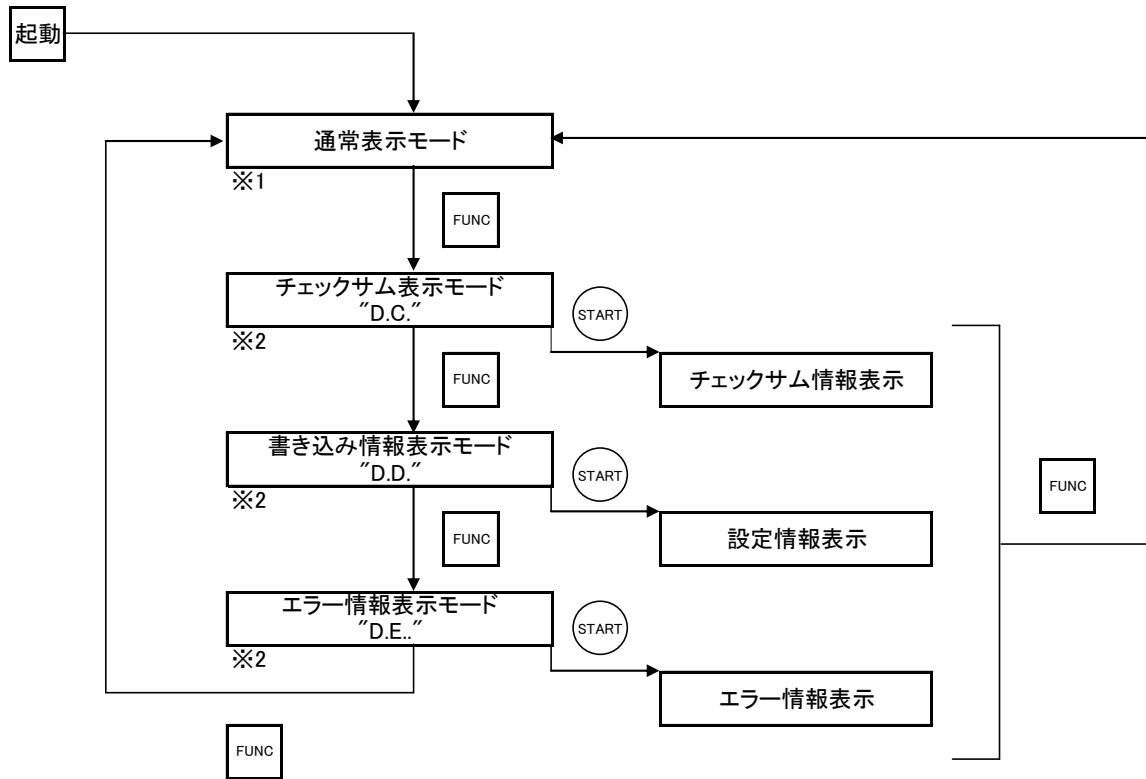 起動
通常表示モード
※1
FUNC
チェックサム表示モード
"D.C."
START
※2
FUNC
チェックサム情報表示
書き込み情報表示モード
"D.D."
START
FUNC
※2
FUNC
設定情報表示
エラー情報表示モード
"D.E.."
START
※2
エラー情報表示
FUNC